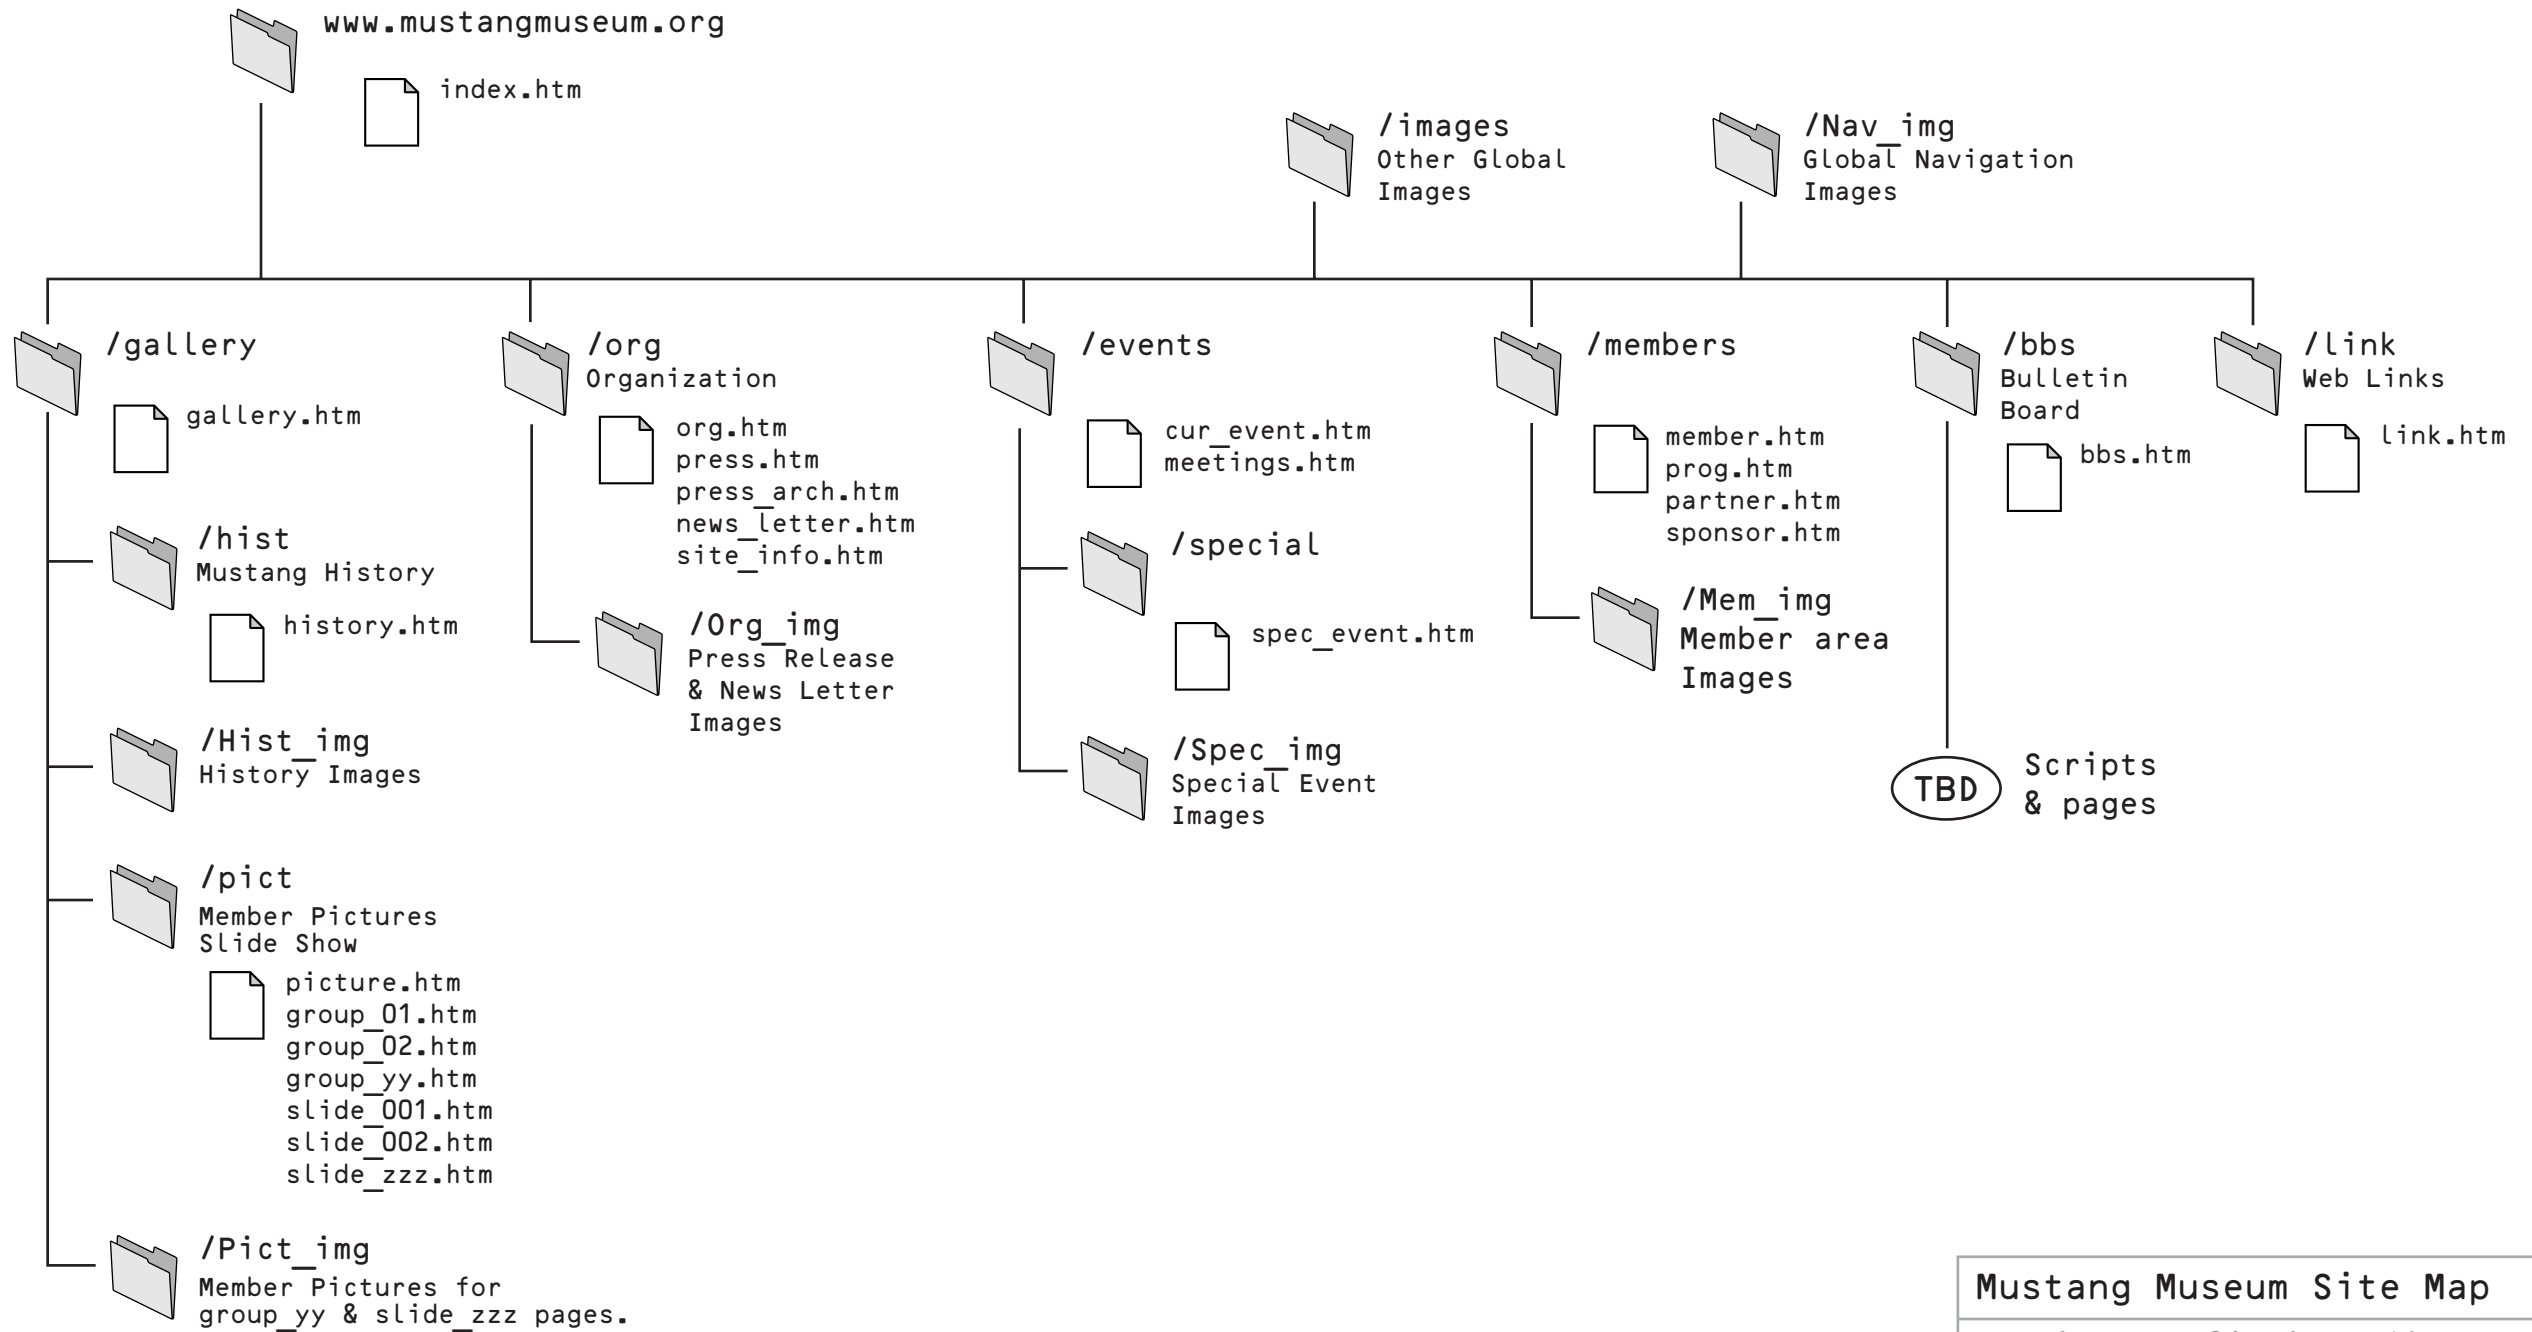 www.mustangmuseum.org
index.htm
/images
Other Global
Images
/Nav_img
Global Navigation
Images
/gallery
gallery.htm
/hist
Mustang History
history.htm
/Hist_img
History Images
/pict
Member Pictures
Slide Show
picture.htm
group_01.htm
group_02.htm
group_yy.htm
slide_001.htm
slide_002.htm
slide_zzz.htm
/Pict_img
Member Pictures for
group_yy & slide_zzz pages.
/org
Organization
org.htm
press.htm
press_arch.htm
news_letter.htm
site_info.htm
/Org_img
Press Release
& News Letter
Images
/events
cur_event.htm
meetings.htm
/special
spec_event.htm
/Spec_img
Special Event
Images
/members
member.htm
prog.htm
partner.htm
sponsor.htm
/Mem_img
Member area
Images
/bbs
Bulletin
Board
bbs.htm
TBD
Scripts
& pages
/link
Web Links
link.htm
Mustang Museum Site Map